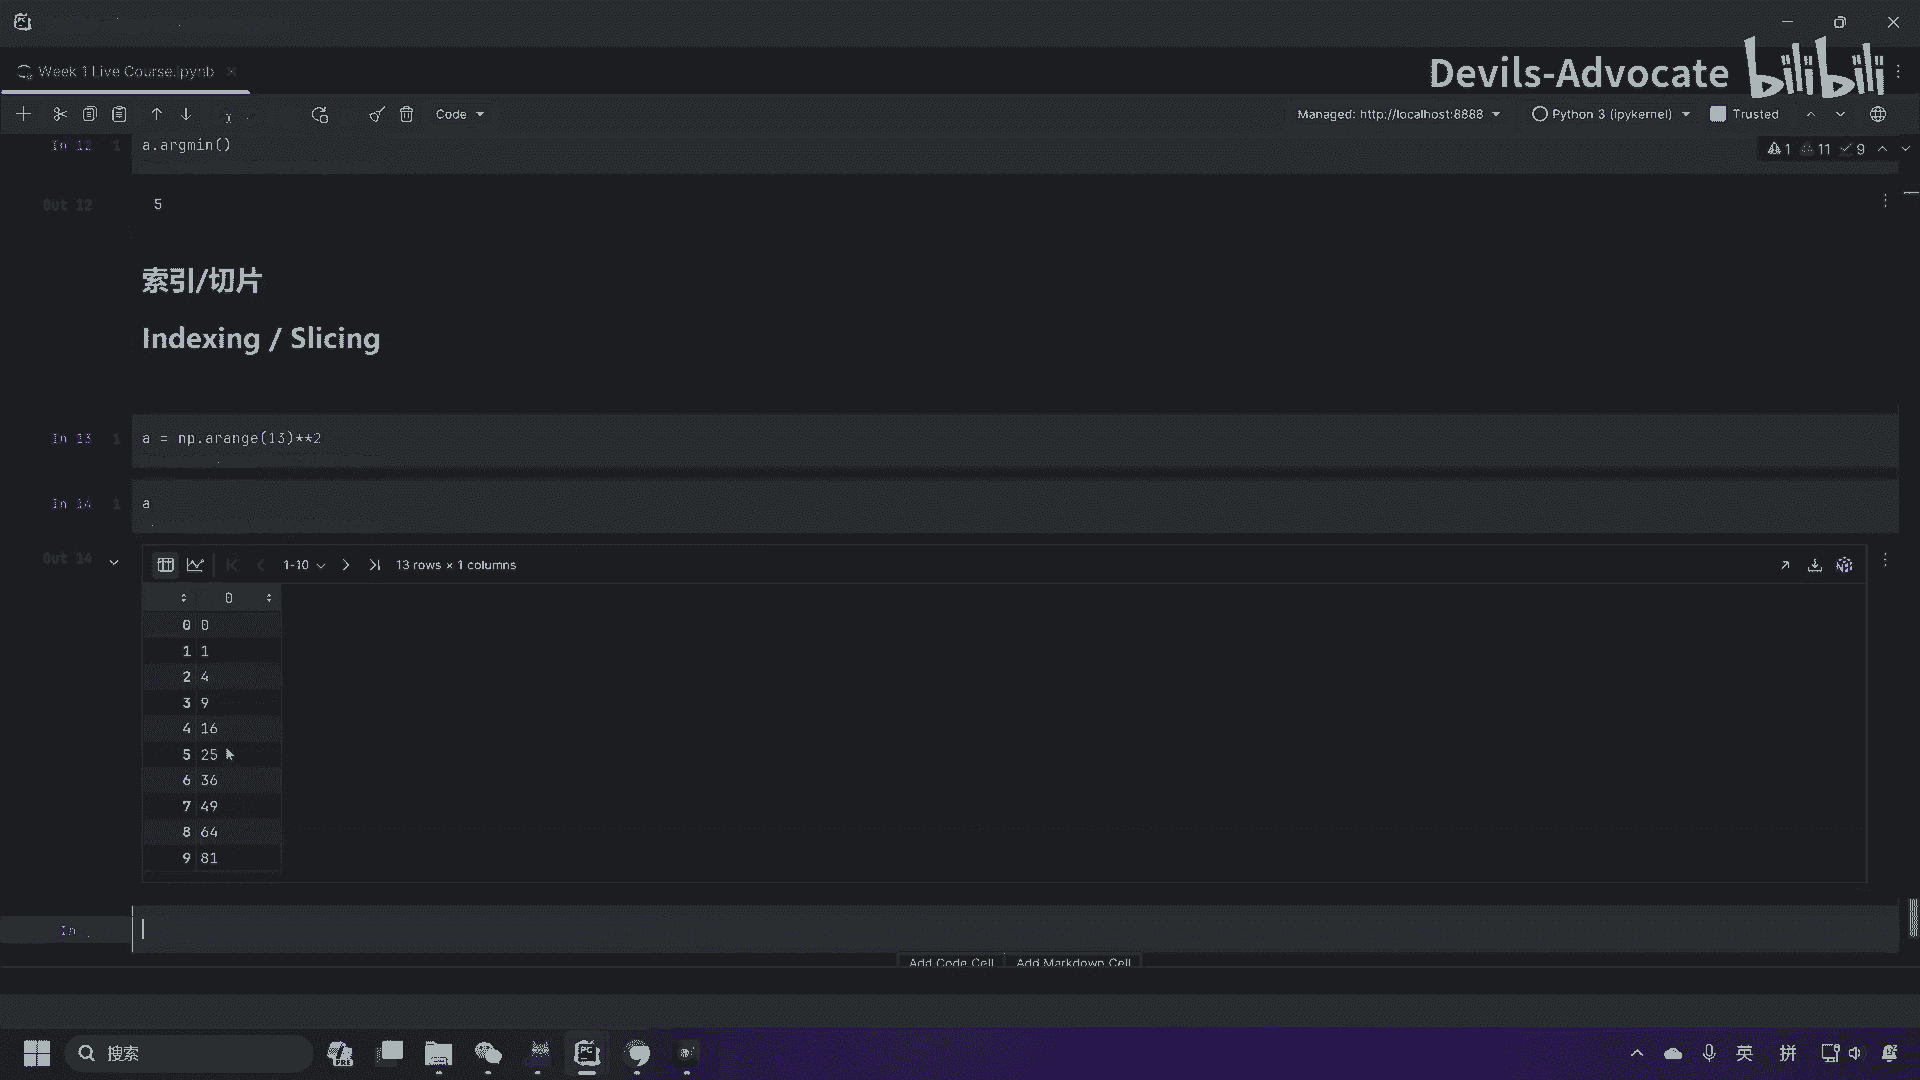 Week 1 Live Course.ipynb
Devils-Advocate bilibili
Code
Managed: http://localhost:8888
Python 3 (ipykernel)
Trusted
In 12 1 a.argmin()
1 11 9
Out 12 5
索引/切片
Indexing / Slicing
In 13 1 a = np.arange(13)**2
In 14 1 a
Out 14
1-10
13 rows × 1 columns
0
0 0
1 1
2 4
3 9
4 16
5 25
6 36
7 49
8 64
9 81
In
Add Code Cell
Add Markdown Cell
搜索
PRE
PC
英
拼